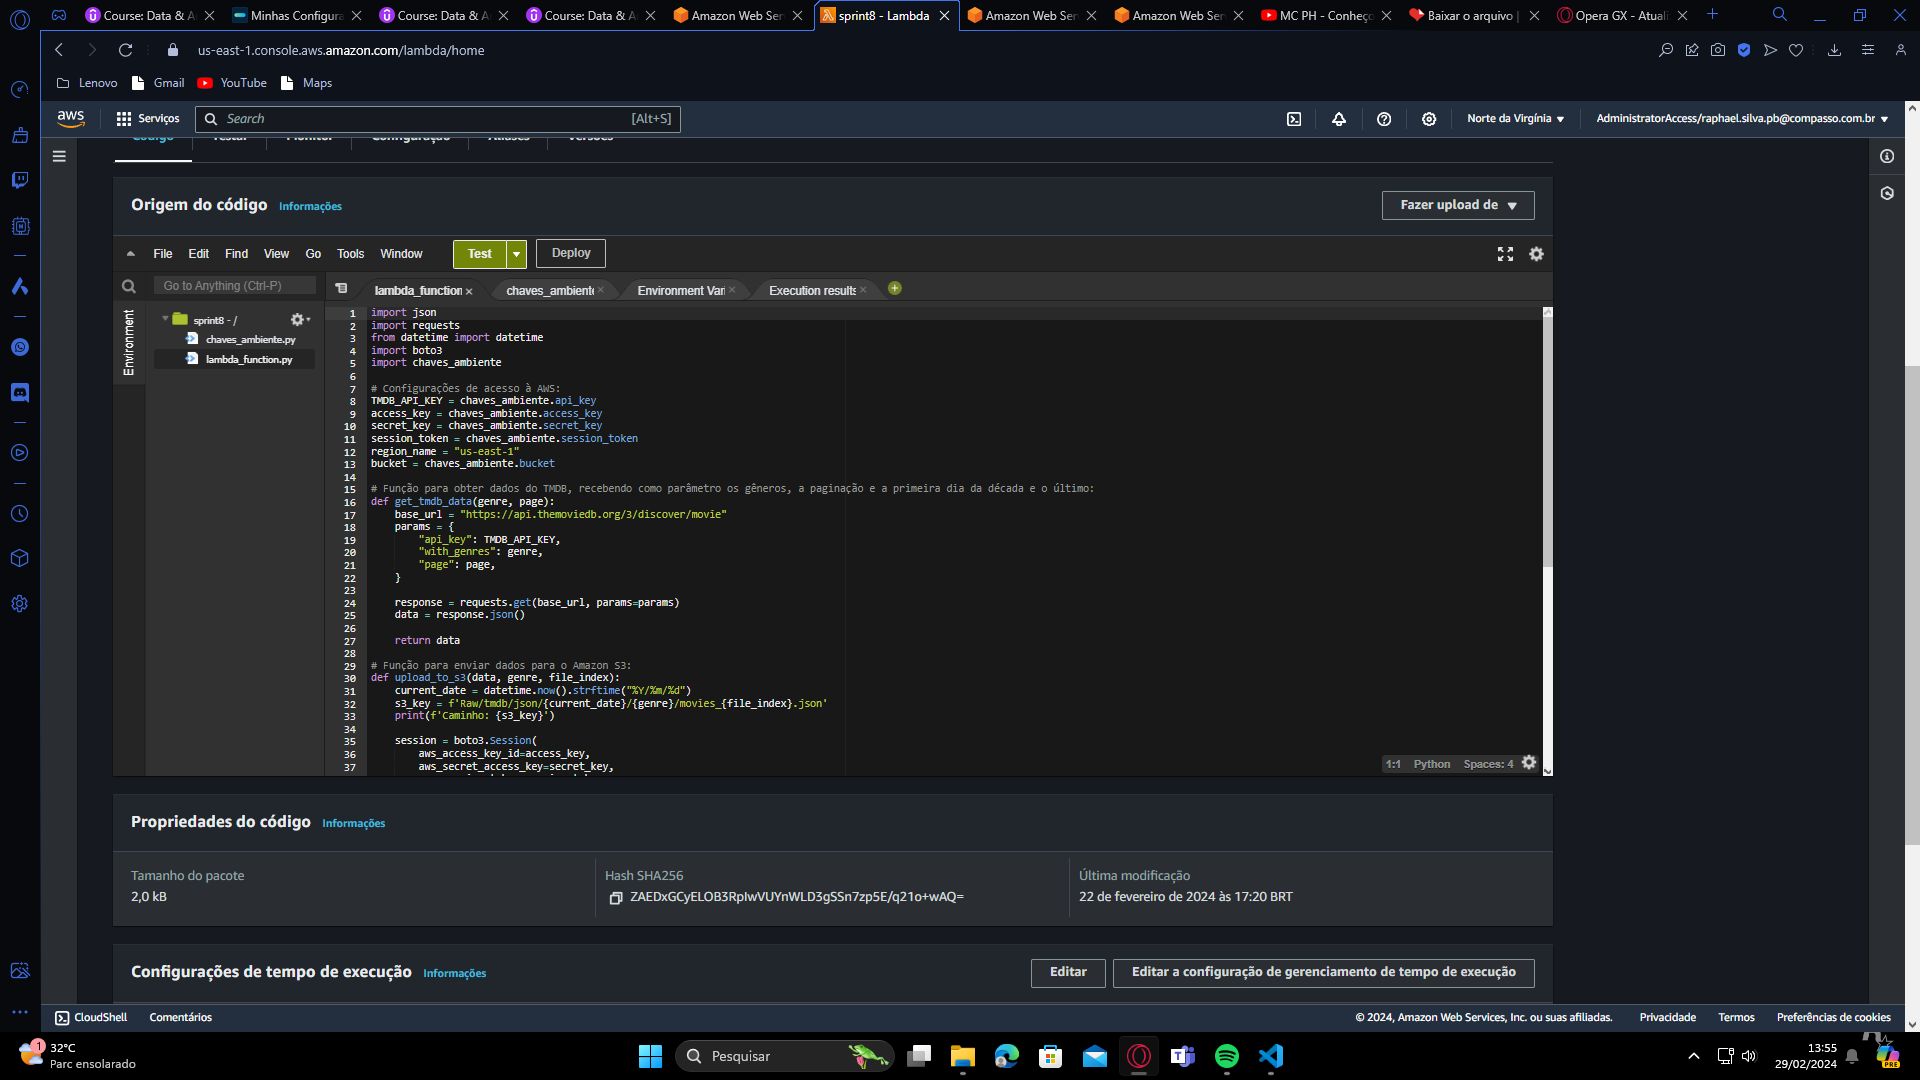 Course: Data & A
Minhas Configura
Course: Data & A
Course: Data & A
Amazon Web Ser
sprint8 - Lambda
Amazon Web Ser
Amazon Web Ser
MC PH - Conheço
Baixar o arquivo |
Opera GX - Atuali
us-east-1.console.aws.amazon.com/lambda/home
Lenovo
Gmail
YouTube
Maps
aws
Serviços
Search
[Alt+S]
Norte da Virgínia
AdministratorAccess/raphael.silva.pb@compasso.com.br
Código
Testar
Monitor
Configuração
Aliases
Versões
Origem do código
Informações
Fazer upload de
File
Edit
Find
View
Go
Tools
Window
Test
Deploy
Go to Anything (Ctrl-P)
lambda_function
chaves_ambiente
Environment Var
Execution results
Environment
sprint8 - /
chaves_ambiente.py
lambda_function.py
1 import json
2 import requests
3 from datetime import datetime
4 import boto3
5 import chaves_ambiente
6
7 # Configurações de acesso à AWS:
8 TMDB_API_KEY = chaves_ambiente.api_key
9 access_key = chaves_ambiente.access_key
10 secret_key = chaves_ambiente.secret_key
11 session_token = chaves_ambiente.session_token
12 region_name = "us-east-1"
13 bucket = chaves_ambiente.bucket
14
15 # Função para obter dados do TMDB, recebendo como parâmetro os gêneros, a paginação e a primeira dia da década e o último:
16 def get_tmdb_data(genre, page):
17 base_url = "https://api.themoviedb.org/3/discover/movie"
18 params = {
19 "api_key": TMDB_API_KEY,
20 "with_genres": genre,
21 "page": page,
22 }
23
24 response = requests.get(base_url, params=params)
25 data = response.json()
26
27 return data
28
29 # Função para enviar dados para o Amazon S3:
30 def upload_to_s3(data, genre, file_index):
31 current_date = datetime.now().strftime("%Y/%m/%d")
32 s3_key = f'Raw/tmdb/json/{current_date}/{genre}/movies_{file_index}.json'
33 print(f'Caminho: {s3_key}')
34
35 session = boto3.Session(
36 aws_access_key_id=access_key,
37 aws_secret_access_key=secret_key,
1:1
Python
Spaces: 4
Propriedades do código
Informações
Tamanho do pacote
2,0 kB
Hash SHA256
ZAEDxGCyELOB3RpIwVUYnWLD3gSSn7zp5E/q21o+wAQ=
Última modificação
22 de fevereiro de 2024 às 17:20 BRT
Configurações de tempo de execução
Informações
Editar
Editar a configuração de gerenciamento de tempo de execução
CloudShell
Comentários
© 2024, Amazon Web Services, Inc. ou suas afiliadas.
Privacidade
Termos
Preferências de cookies
1
32°C
Parc ensolarado
Pesquisar
13:55
29/02/2024
PRE